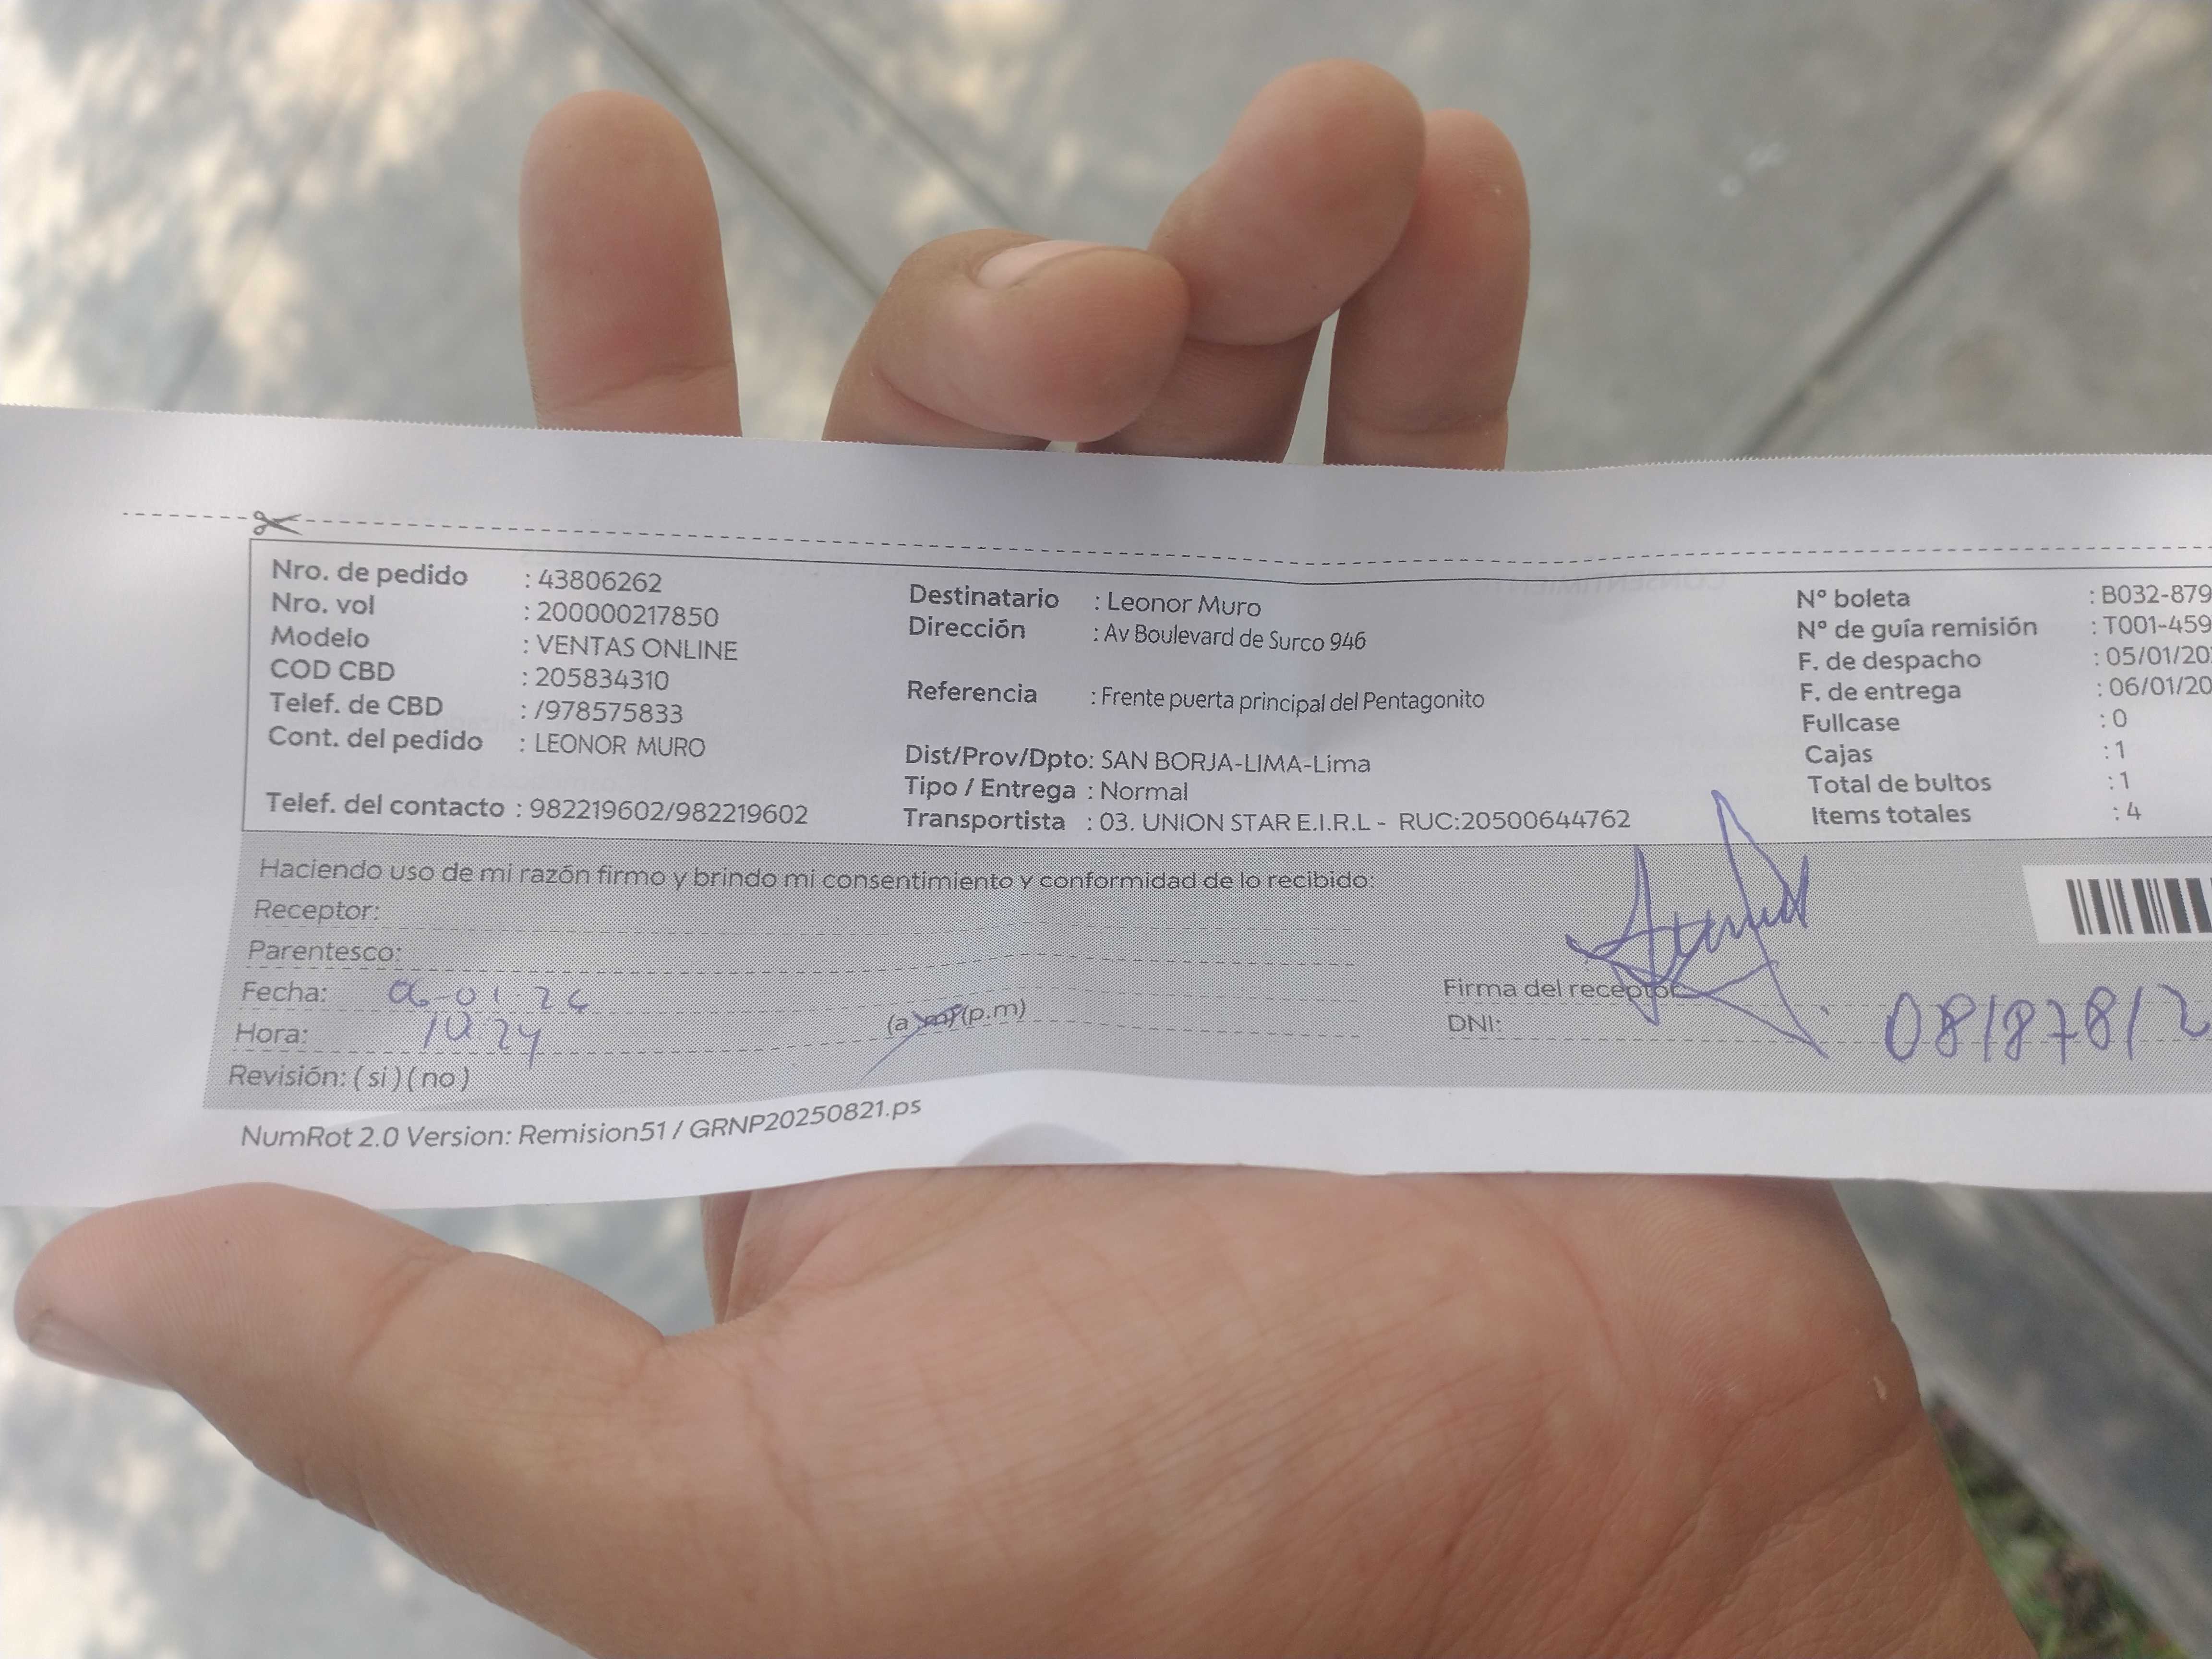 Nro. de pedido : 43806262
Nro. vol : 200000217850
Modelo : VENTAS ONLINE
COD CBD : 205834310
Telef. de CBD : /978575833
Cont. del pedido : LEONOR MURO
Telef. del contacto : 982219602/982219602
Destinatario : Leonor Muro
Dirección : Av Boulevard de Surco 946
Referencia : Frente puerta principal del Pentagonito
Dist/Prov/Dpto: SAN BORJA-LIMA-Lima
Tipo / Entrega : Normal
Transportista : 03. UNION STAR E.I.R.L - RUC:20500644762
Nº boleta : B032-879
Nº de guía remisión : T001-459
F. de despacho : 05/01/20
F. de entrega : 06/01/20
Fullcase : 0
Cajas : 1
Total de bultos : 1
Items totales : 4
Haciendo uso de mi razón firmo y brindo mi consentimiento y conformidad de lo recibido:
Receptor:
Parentesco:
Fecha: 06-01-26
Hora: 10:24 (a.m)(p.m)
Revisión: (si) (no)
Firma del receptor
DNI: 08187812
NumRot 2.0 Version: Remision51 / GRNP20250821.ps